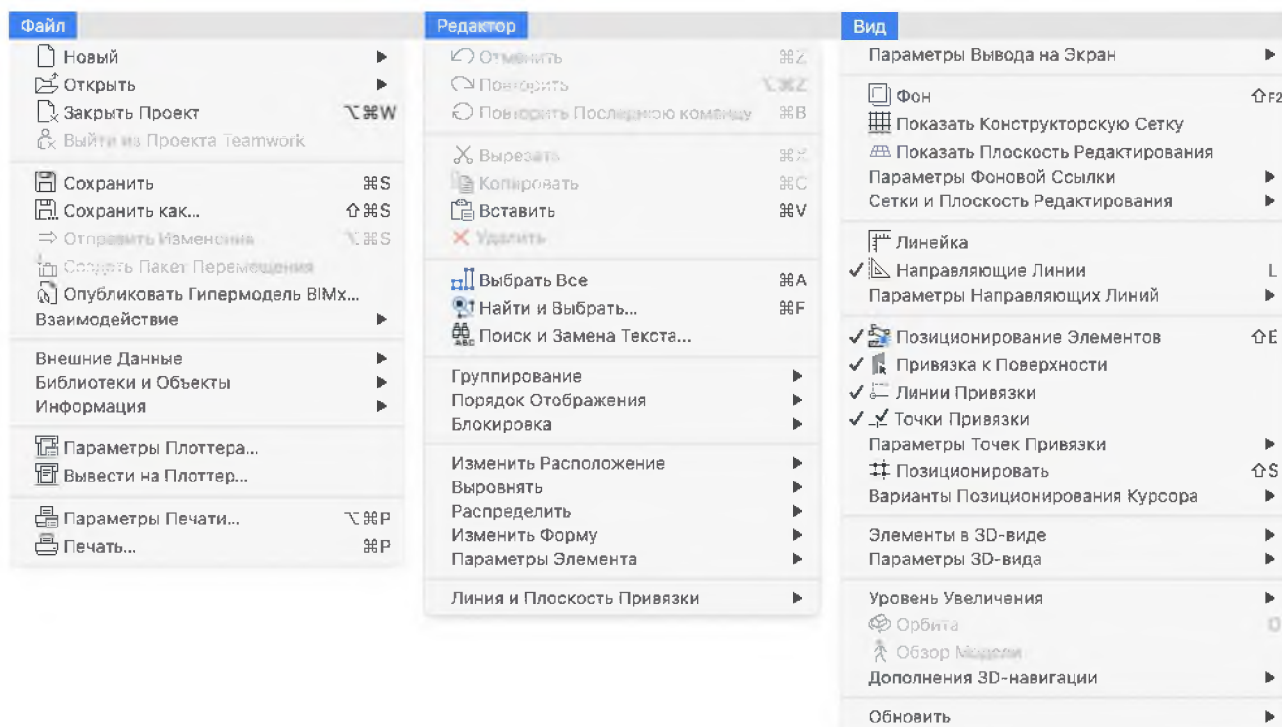 Файл
Новый
Открыть
Закрыть Проект ⌥⌘W
Выйти из Проекта Teamwork
Сохранить ⌘S
Сохранить как... ⇧⌘S
Отправить Изменения ⌥⌘S
Создать Пакет Перемещения
Опубликовать Гипермодель BIMx...
Взаимодействие
Внешние Данные
Библиотеки и Объекты
Информация
Параметры Плоттера...
Вывести на Плоттер...
Параметры Печати... ⌥⌘P
Печать... ⌘P
Редактор
Отменить ⌘Z
Повторить ⌥⌘Z
Повторить Последнюю команду ⌘B
Вырезать ⌘X
Копировать ⌘C
Вставить ⌘V
Удалить
Выбрать Все ⌘A
Найти и Выбрать... ⌘F
Поиск и Замена Текста...
Группирование
Порядок Отображения
Блокировка
Изменить Расположение
Выровнять
Распределить
Изменить Форму
Параметры Элемента
Линия и Плоскость Привязки
Вид
Параметры Вывода на Экран
Фон ⇧F2
Показать Конструкторскую Сетку
Показать Плоскость Редактирования
Параметры Фоновой Ссылки
Сетки и Плоскость Редактирования
Линейка
✓ Направляющие Линии L
Параметры Направляющих Линий
✓ Позиционирование Элементов ⇧E
✓ Привязка к Поверхности
✓ Линии Привязки
✓ Точки Привязки
Параметры Точек Привязки
Позиционировать ⇧S
Варианты Позиционирования Курсора
Элементы в 3D-виде
Параметры 3D-вида
Уровень Увеличения
Орбита O
Обзор Модели
Дополнения 3D-навигации
Обновить